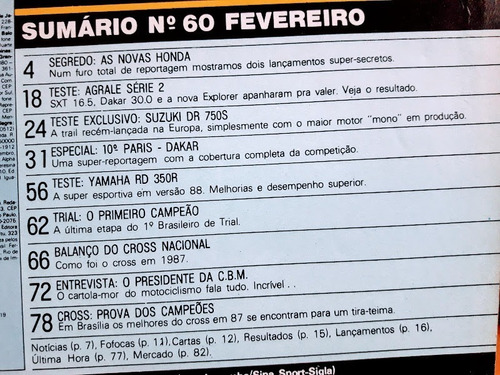 SUMÁRIO Nº 60 FEVEREIRO
4 SEGREDO: AS NOVAS HONDA
Num furo total de reportagem mostramos dois lançamentos super-secretos.
18 TESTE: AGRALE SÉRIE 2
SXT 16.5, Dakar 30.0 e a nova Explorer apanharam pra valer. Veja o resultado.
24 TESTE EXCLUSIVO: SUZUKI DR 750S
A trail recém-lançada na Europa, simplesmente com o maior motor "mono" em produção.
31 ESPECIAL: 10º PARIS - DAKAR
Uma super-reportagem com a cobertura completa da competição.
56 TESTE: YAMAHA RD 350R
A super esportiva em versão 88. Melhorias e desempenho superior.
62 TRIAL: O PRIMEIRO CAMPEÃO
A última etapa do 1º Brasileiro de Trial.
66 BALANÇO DO CROSS NACIONAL
Como foi o cross em 1987.
72 ENTREVISTA: O PRESIDENTE DA C.B.M.
O cartola-mor do motociclismo fala tudo. Incrível . .
78 CROSS: PROVA DOS CAMPEÕES
Em Brasília os melhores do cross em 87 se encontram para um tira-teima.
Notícias (p. 7), Fofocas (p. 11), Cartas (p. 12), Resultados (p. 15), Lançamentos (p. 16),
Última Hora (p. 77), Mercado (p. 82).